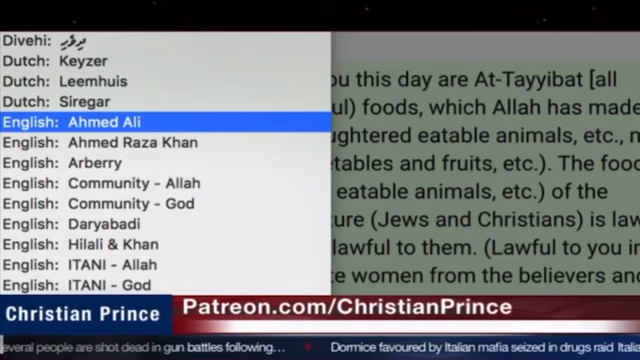 Divehi: ދިވެހި
Dutch: Keyzer
Dutch: Leemhuis
Dutch: Siregar
English: Ahmed Ali
English: Ahmed Raza Khan
English: Arberry
English: Community - Allah
English: Community - God
English: Daryabadi
English: Hilali & Khan
English: ITANI - Allah
English: ITANI - God
ou this day are At-Tayyibat [all
ul) foods, which Allah has made
ughtered eatable animals, etc., m
etables and fruits, etc.). The food
eatable animals, etc.) of the
ture (Jews and Christians) is law
lawful to them. (Lawful to you in
te women from the believers and
Christian Prince
Patreon.com/ChristianPrince
everal people are shot dead in gun battles following...
Dormice favoured by Italian mafia seized in drugs raid Italia